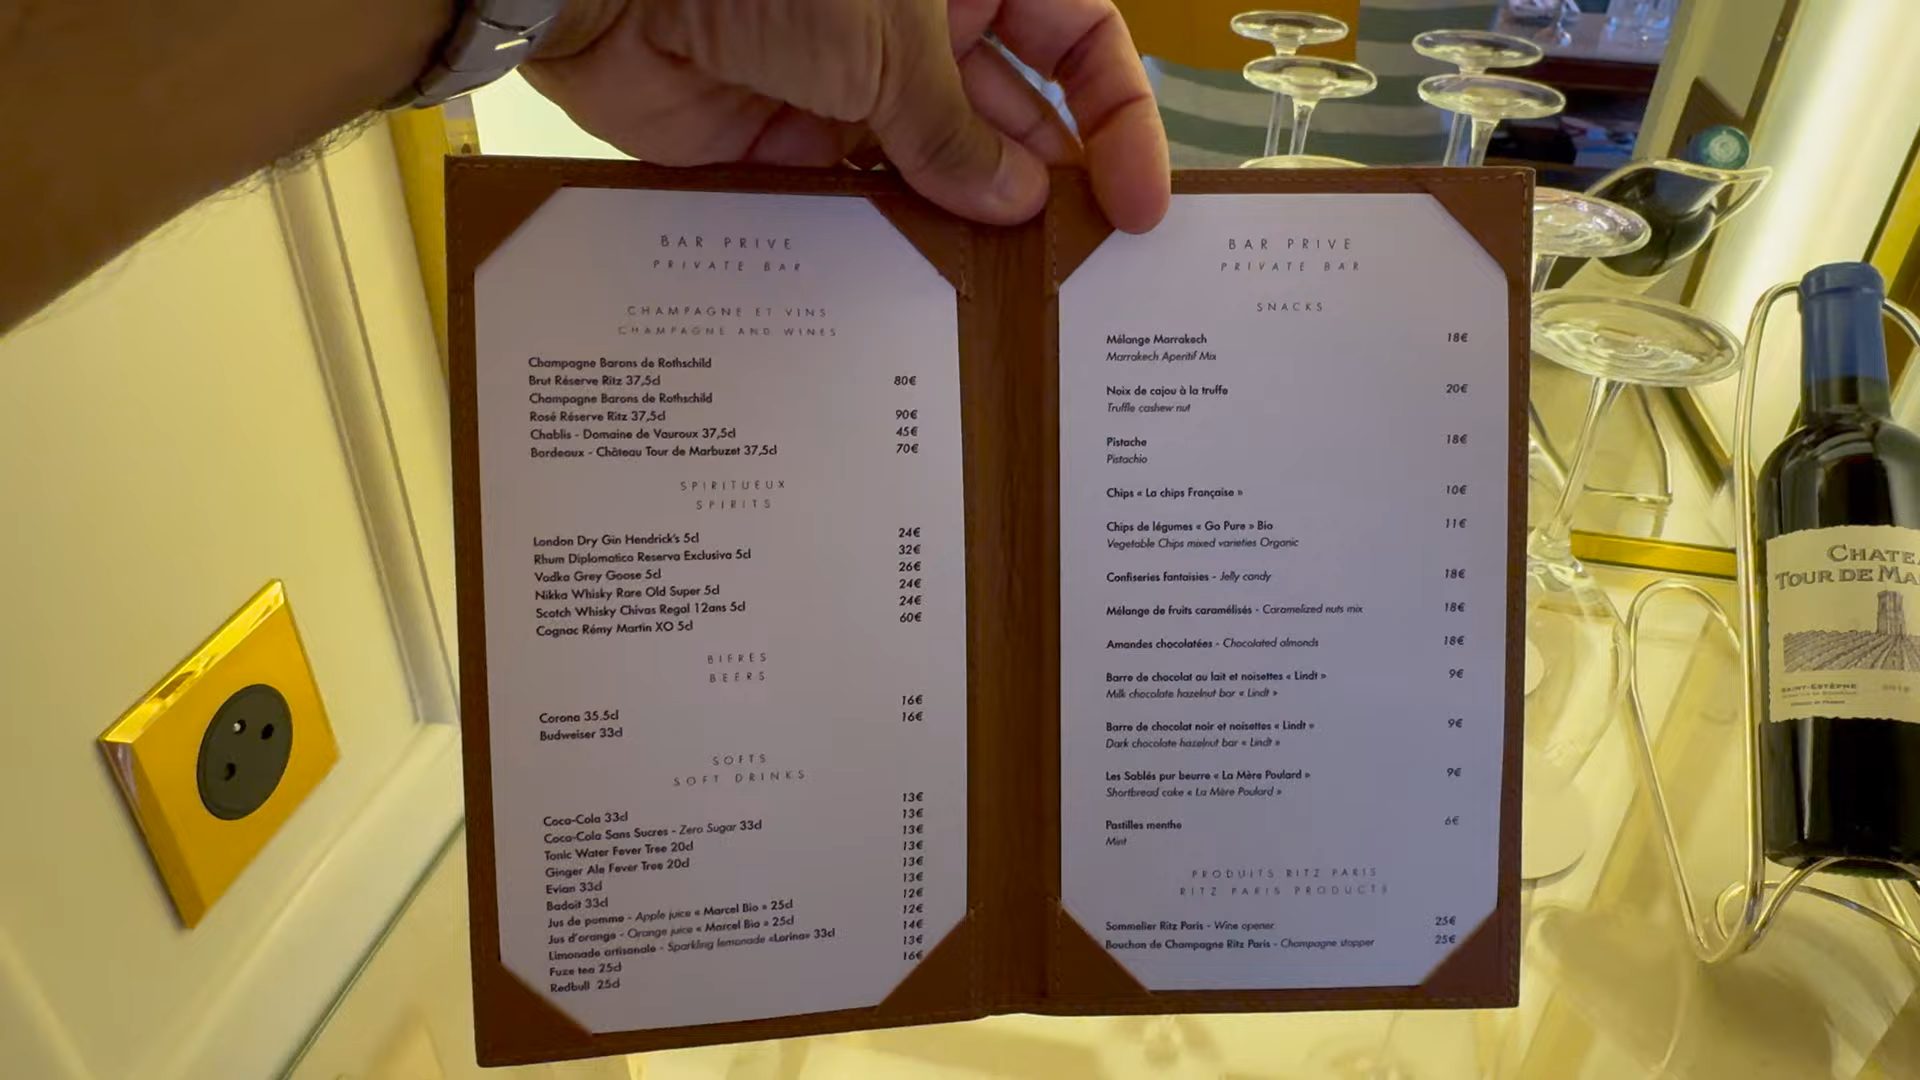 BAR PRIVE
PRIVATE BAR
CHAMPAGNE ET VINS
CHAMPAGNE AND WINES
Champagne Barons de Rothschild
Brut Réserve Ritz 37,5cl 80€
Champagne Barons de Rothschild
Rosé Réserve Ritz 37,5cl 90€
Chablis - Domaine de Vauroux 37,5cl 45€
Bordeaux - Château Tour de Marbuzet 37,5cl 70€
SPIRITUEUX
SPIRITS
London Dry Gin Hendrick's 5cl 24€
Rhum Diplomatico Reserva Exclusiva 5cl 32€
Vodka Grey Goose 5cl 26€
Nikka Whisky Rare Old Super 5cl 24€
Scotch Whisky Chivas Regal 12ans 5cl 24€
Cognac Rémy Martin XO 5cl 60€
BIERES
BEERS
Corona 35.5cl 16€
Budweiser 33cl 16€
SOFTS
SOFT DRINKS
Coca-Cola 33cl 13€
Coca-Cola Sans Sucres - Zero Sugar 33cl 13€
Tonic Water Fever Tree 20cl 13€
Ginger Ale Fever Tree 20cl 13€
Evian 33cl 13€
Badoit 33cl 13€
Jus de pomme - Apple juice « Marcel Bio » 25cl 12€
Jus d'orange - Orange juice « Marcel Bio » 25cl 12€
Limonade artisanale - Sparkling lemonade «Lorina» 33cl 14€
Fuze tea 25cl 13€
Redbull 25cl 16€
BAR PRIVE
PRIVATE BAR
SNACKS
Mélange Marrakech 18€
Marrakech Aperitif Mix
Noix de cajou à la truffe 20€
Truffle cashew nut
Pistache 18€
Pistachio
Chips « La chips Française » 10€
Chips de légumes « Go Pure » Bio 11€
Vegetable Chips mixed varieties Organic
Confiseries fantaisies - Jelly candy 18€
Mélange de fruits caramélisés - Caramelized nuts mix 18€
Amandes chocolatées - Chocolated almonds 18€
Barre de chocolat au lait et noisettes « Lindt » 9€
Milk chocolate hazelnut bar « Lindt »
Barre de chocolat noir et noisettes « Lindt » 9€
Dark chocolate hazelnut bar « Lindt »
Les Sablés pur beurre « La Mère Poulard » 9€
Shortbread cake « La Mère Poulard »
Pastilles menthe 6€
Mint
PRODUITS RITZ PARIS
RITZ PARIS PRODUCTS
Sommelier Ritz Paris - Wine opener 25€
Bouchon de Champagne Ritz Paris - Champagne stopper 25€
CHATE
TOUR DE MA
SAINT-ESTÈPHE